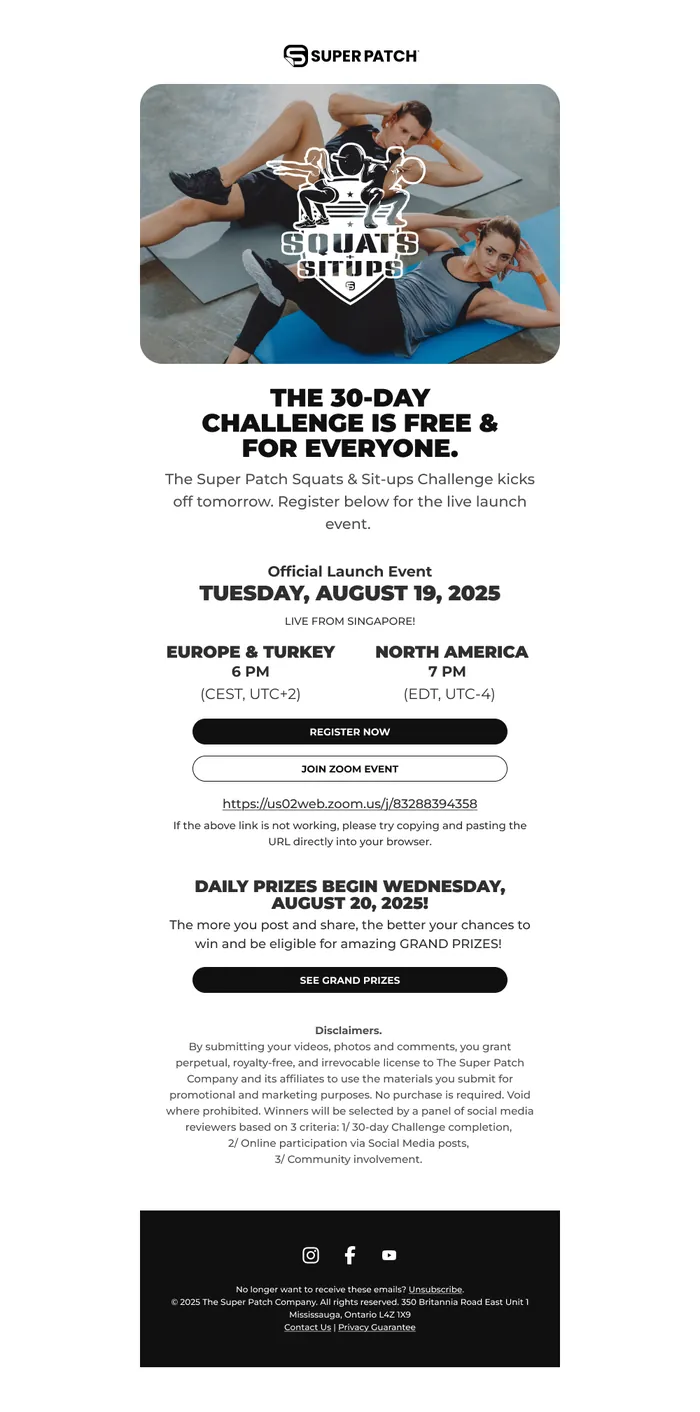 SUPER PATCH
SQUATS
+
SITUPS
THE 30-DAY
CHALLENGE IS FREE &
FOR EVERYONE.
The Super Patch Squats & Sit-ups Challenge kicks
off tomorrow. Register below for the live launch
event.
Official Launch Event
TUESDAY, AUGUST 19, 2025
LIVE FROM SINGAPORE!
EUROPE & TURKEY
6 PM
(CEST, UTC+2)
NORTH AMERICA
7 PM
(EDT, UTC-4)
REGISTER NOW
JOIN ZOOM EVENT
https://us02web.zoom.us/j/83288394358
If the above link is not working, please try copying and pasting the
URL directly into your browser.
DAILY PRIZES BEGIN WEDNESDAY,
AUGUST 20, 2025!
The more you post and share, the better your chances to
win and be eligible for amazing GRAND PRIZES!
SEE GRAND PRIZES
Disclaimers.
By submitting your videos, photos and comments, you grant
perpetual, royalty-free, and irrevocable license to The Super Patch
Company and its affiliates to use the materials you submit for
promotional and marketing purposes. No purchase is required. Void
where prohibited. Winners will be selected by a panel of social media
reviewers based on 3 criteria: 1/ 30-day Challenge completion,
2/ Online participation via Social Media posts,
3/ Community involvement.
No longer want to receive these emails? Unsubscribe.
© 2025 The Super Patch Company. All rights reserved. 350 Britannia Road East Unit 1
Mississauga, Ontario L4Z 1X9
Contact Us | Privacy Guarantee